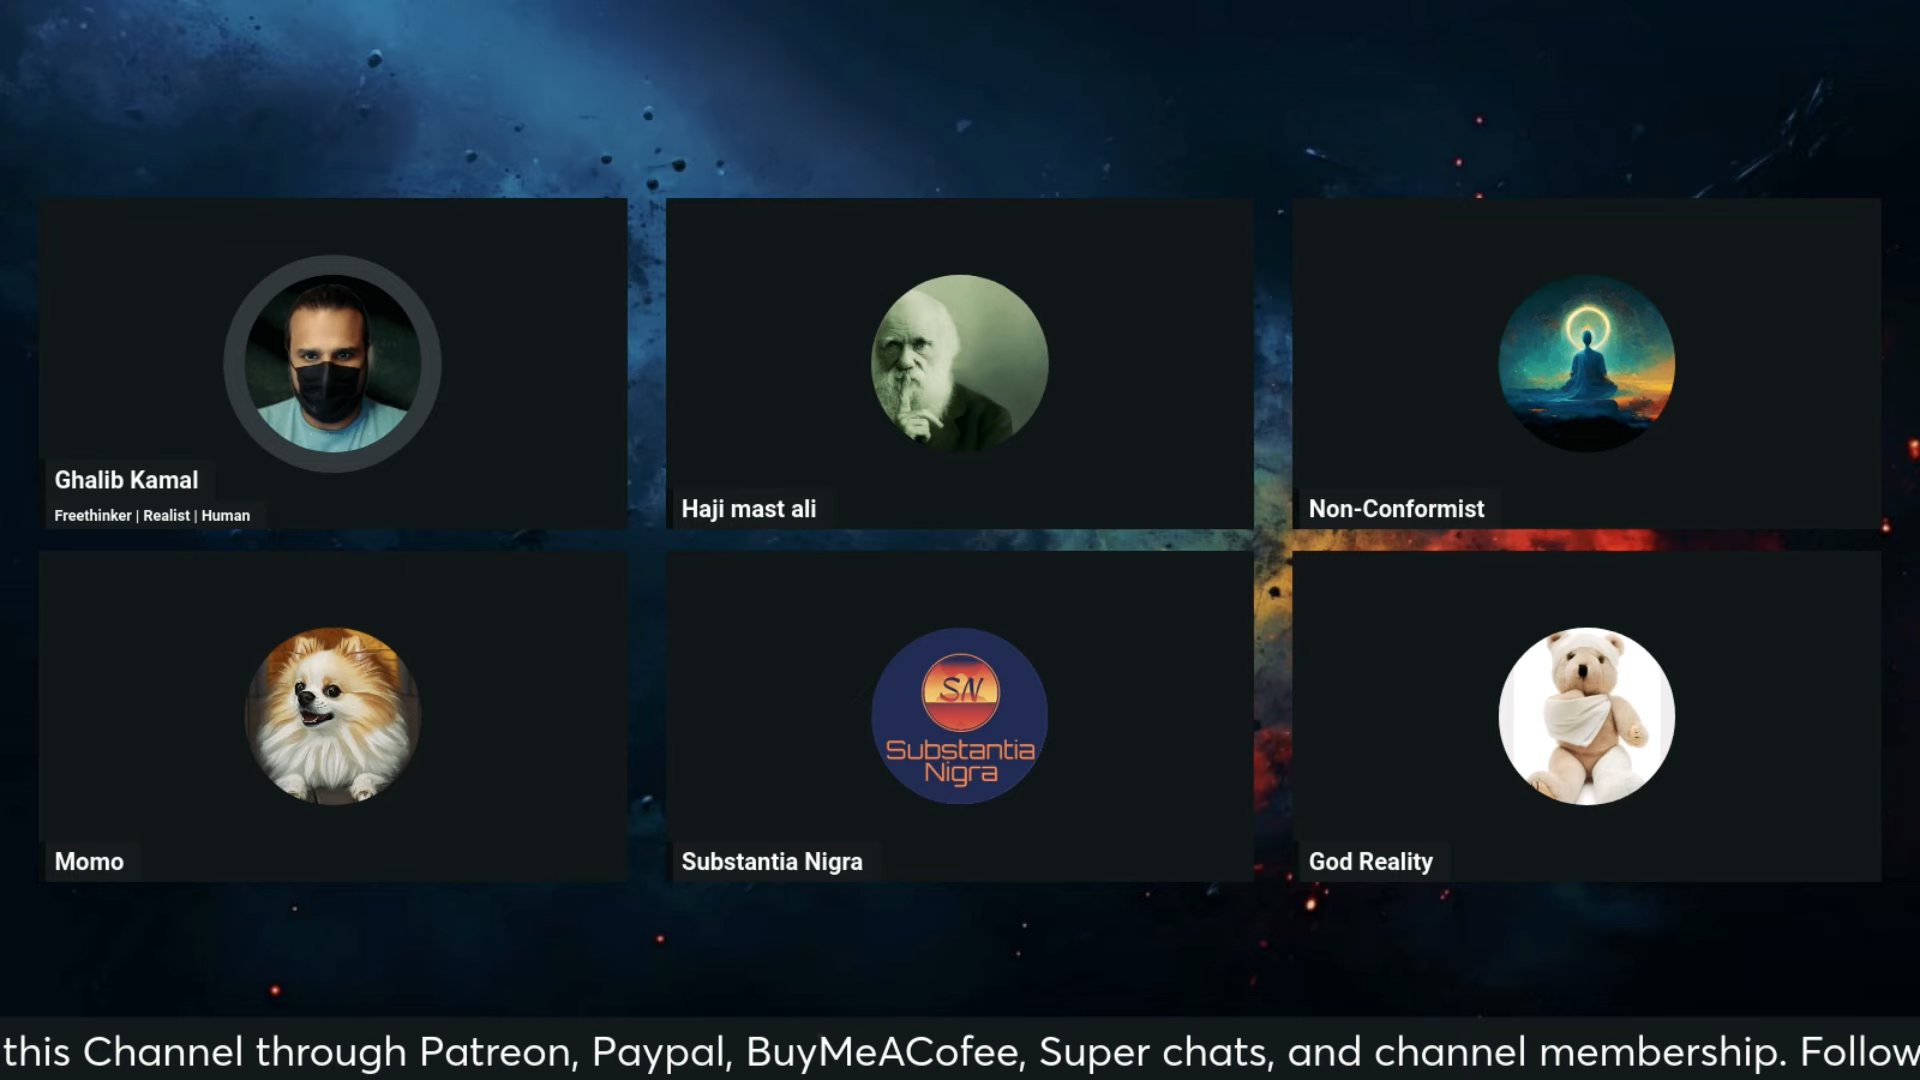 Ghalib Kamal
Freethinker | Realist | Human
Haji mast ali
Non-Conformist
Momo
SN
Substantia
Nigra
Substantia Nigra
God Reality
this Channel through Patreon, Paypal, BuyMeACofee, Super chats, and channel membership. Follow